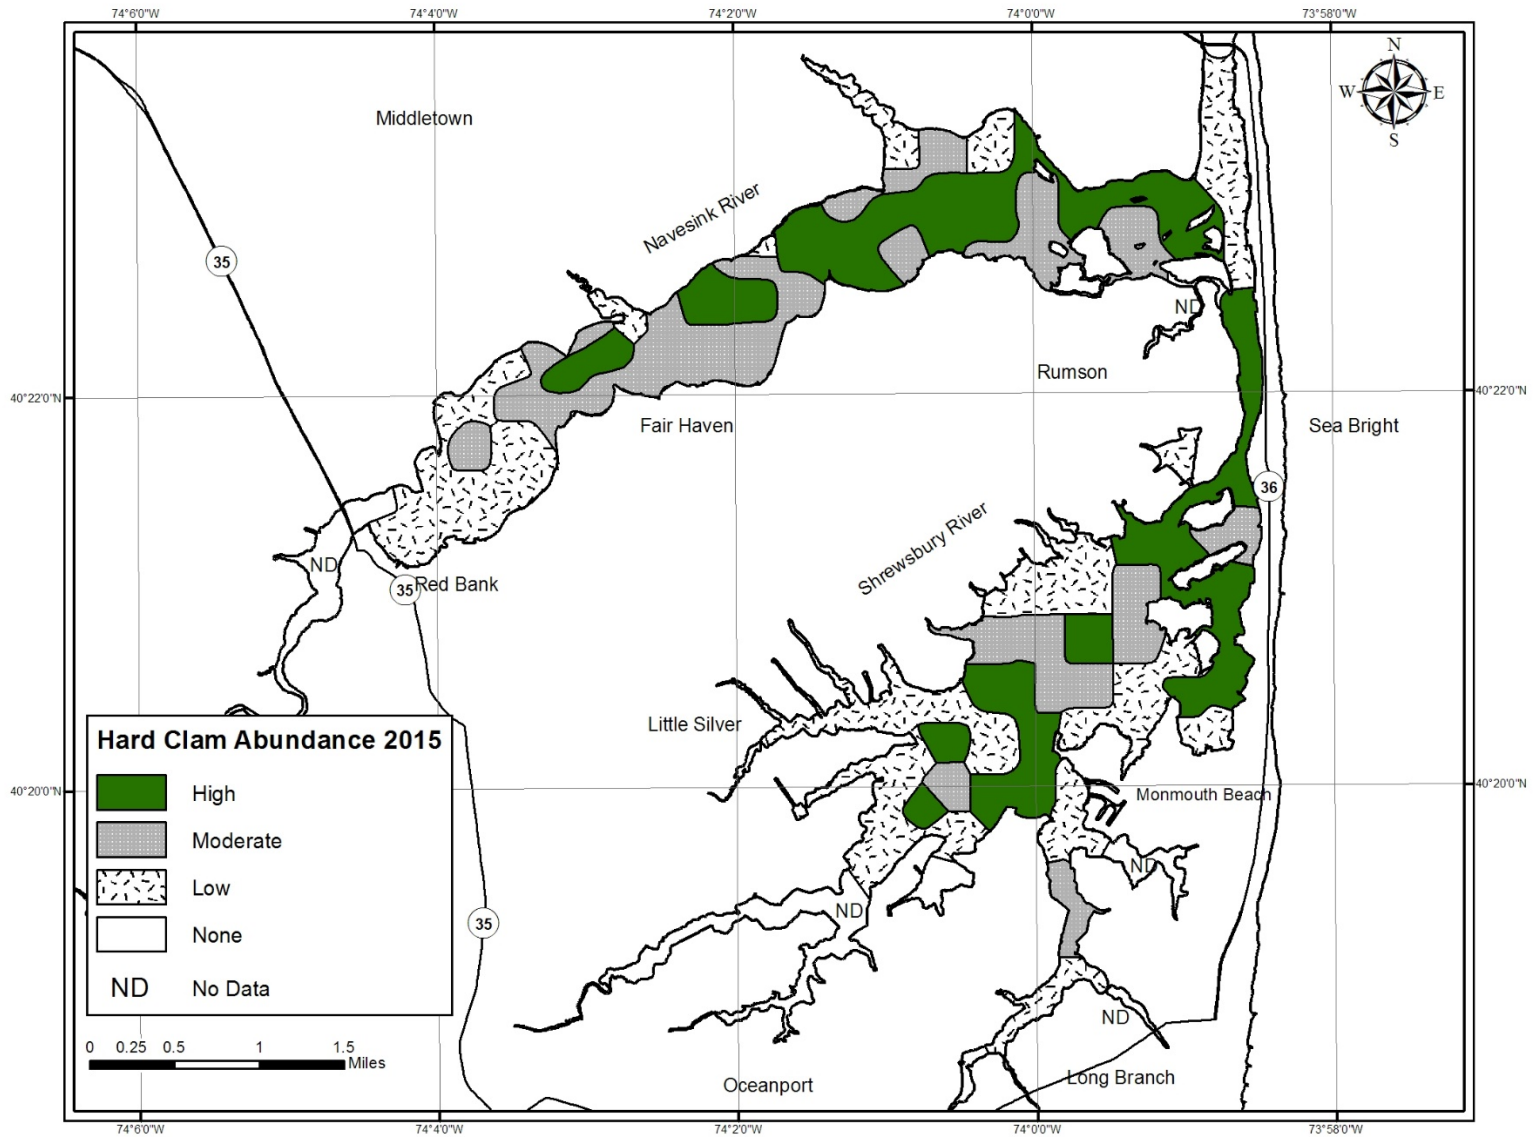 74°6'0"W 74°4'0"W 74°2'0"W 74°0'0"W 73°58'0"W
N
W E
S
Middletown
Navesink River
35
ND
Rumson
40°22'0"N 40°22'0"N
Fair Haven
Sea Bright
36
Shrewsbury River
ND
35
Red Bank
Little Silver
Hard Clam Abundance 2015
High
Moderate
Low
None
ND No Data
40°20'0"N 40°20'0"N
Monmouth Beach
ND
ND
35
ND
0 0.25 0.5 1 1.5
Miles
Oceanport
Long Branch
74°6'0"W 74°4'0"W 74°2'0"W 74°0'0"W 73°58'0"W